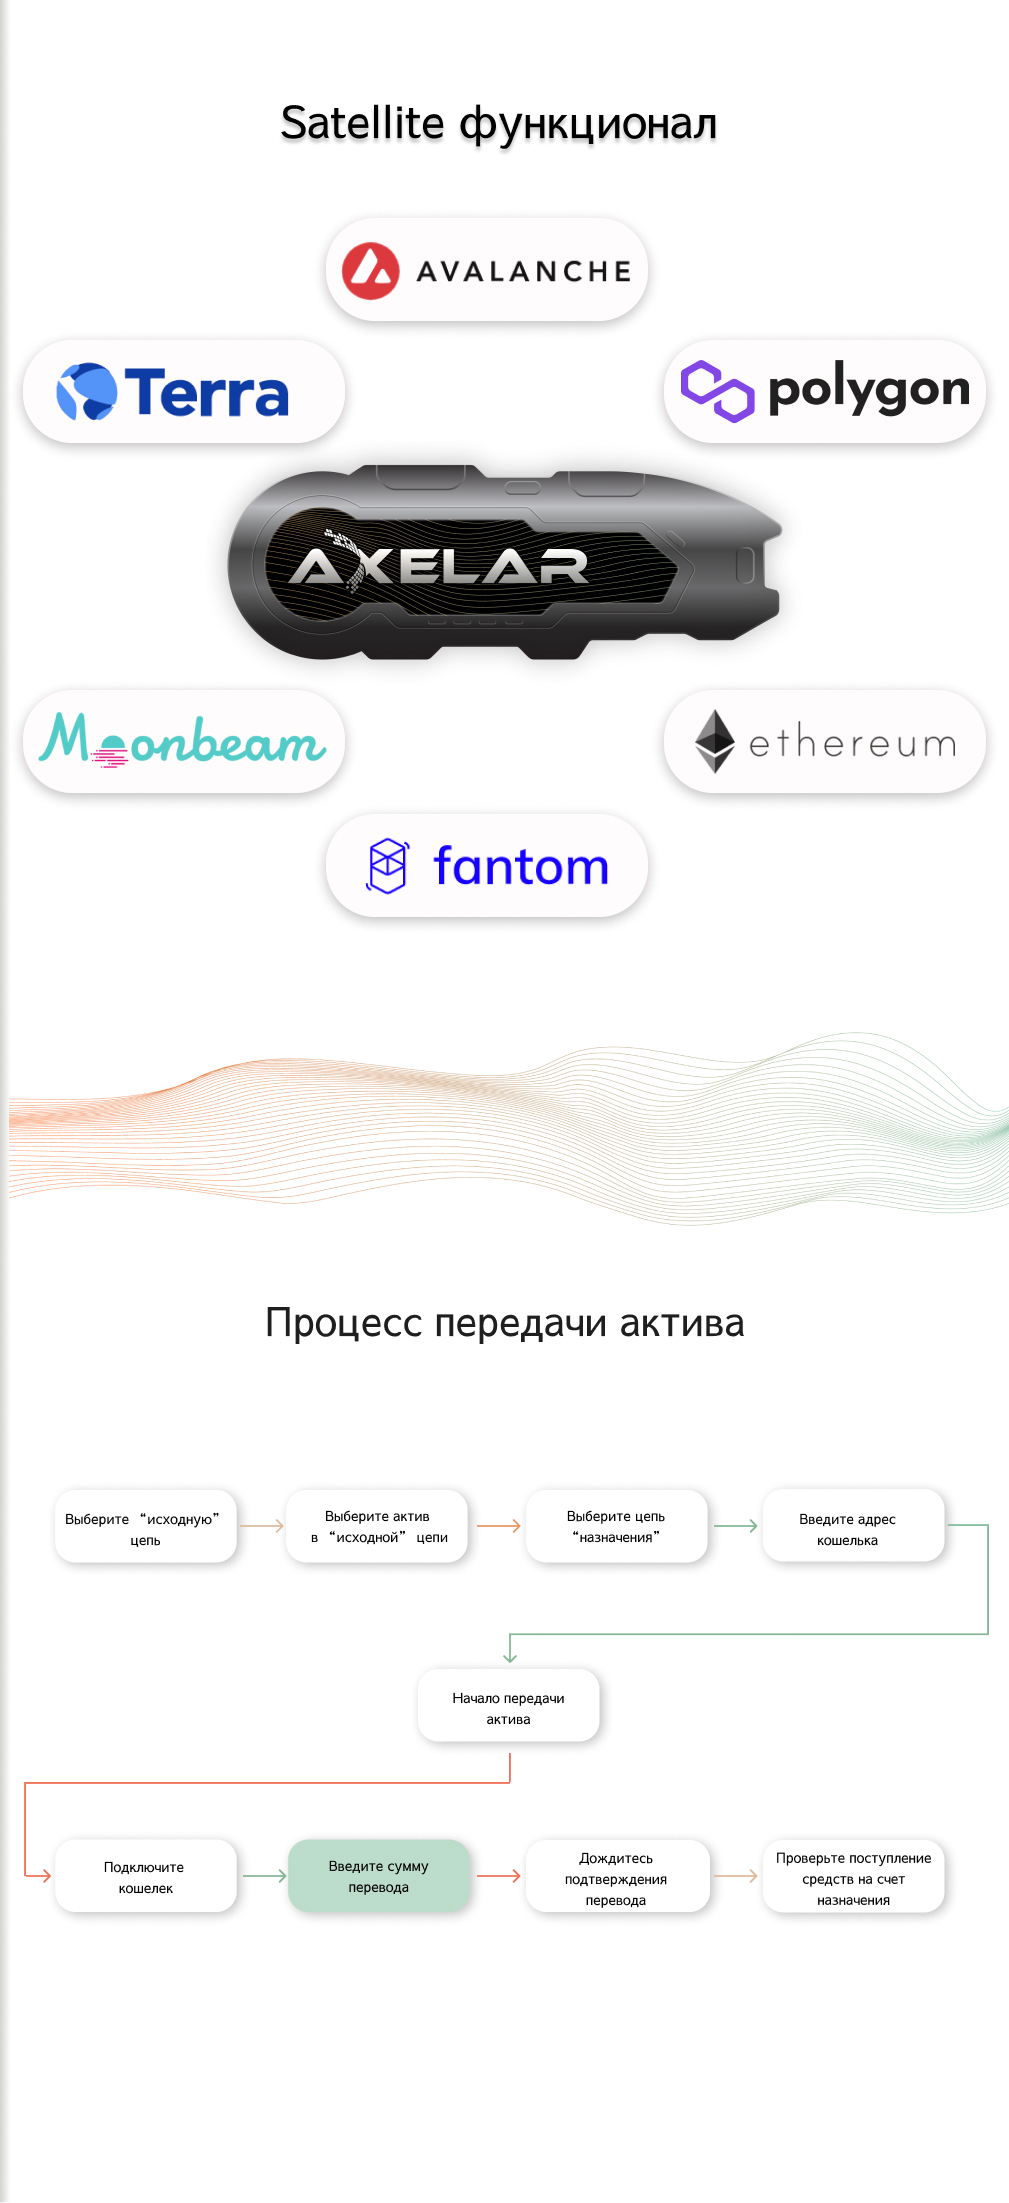 Satellite функционал
AVALANCHE
Terra
polygon
AXELAR
Moonbeam
ethereum
fantom
Процесс передачи актива
Выберите “исходную”
цепь
Выберите актив
в “исходной” цепи
Выберите цепь
“назначения”
Введите адрес
кошелька
Начало передачи
актива
Подключите
кошелек
Введите сумму
перевода
Дождитесь
подтверждения
перевода
Проверьте поступление
средств на счет
назначения